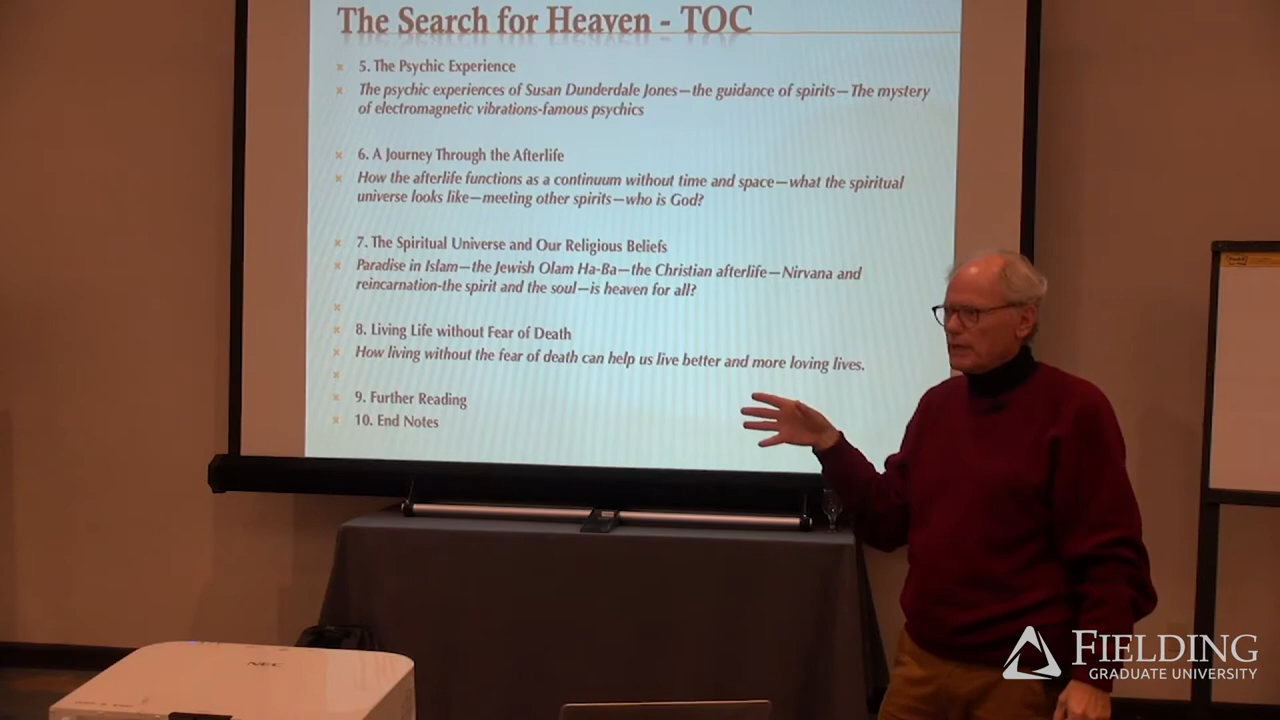 The Search for Heaven - TOC
5. The Psychic Experience
The psychic experiences of Susan Dunderdale Jones—the guidance of spirits—The mystery
of electromagnetic vibrations-famous psychics
6. A Journey Through the Afterlife
How the afterlife functions as a continuum without time and space—what the spiritual
universe looks like—meeting other spirits—who is God?
7. The Spiritual Universe and Our Religious Beliefs
Paradise in Islam—the Jewish Olam Ha-Ba—the Christian afterlife—Nirvana and
reincarnation-the spirit and the soul—is heaven for all?
8. Living Life without Fear of Death
How living without the fear of death can help us live better and more loving lives.
9. Further Reading
10. End Notes
NEC
FIELDING
GRADUATE UNIVERSITY